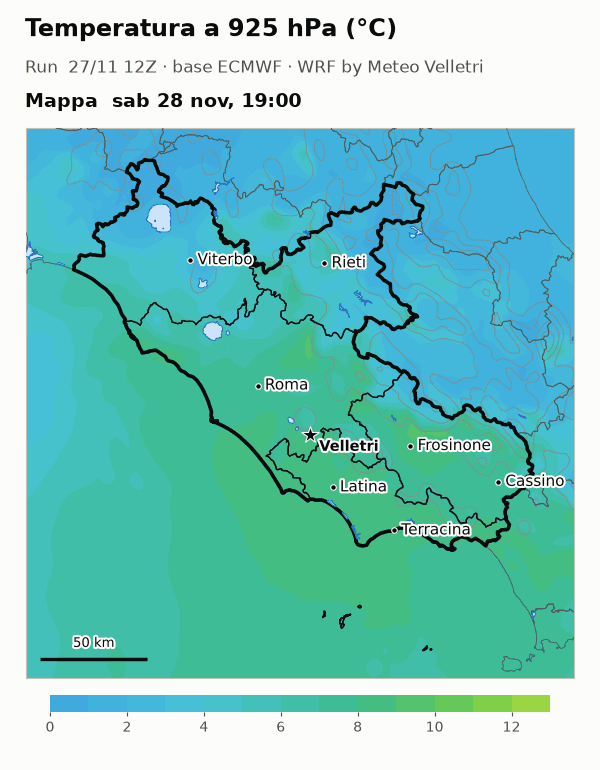 Temperatura a 925 hPa (°C)
Run  27/11 12Z · base ECMWF · WRF by Meteo Velletri
Mappa  sab 28 nov, 19:00
Viterbo
Rieti
Roma
Velletri
Frosinone
Cassino
Latina
Terracina
50 km
0 2 4 6 8 10 12